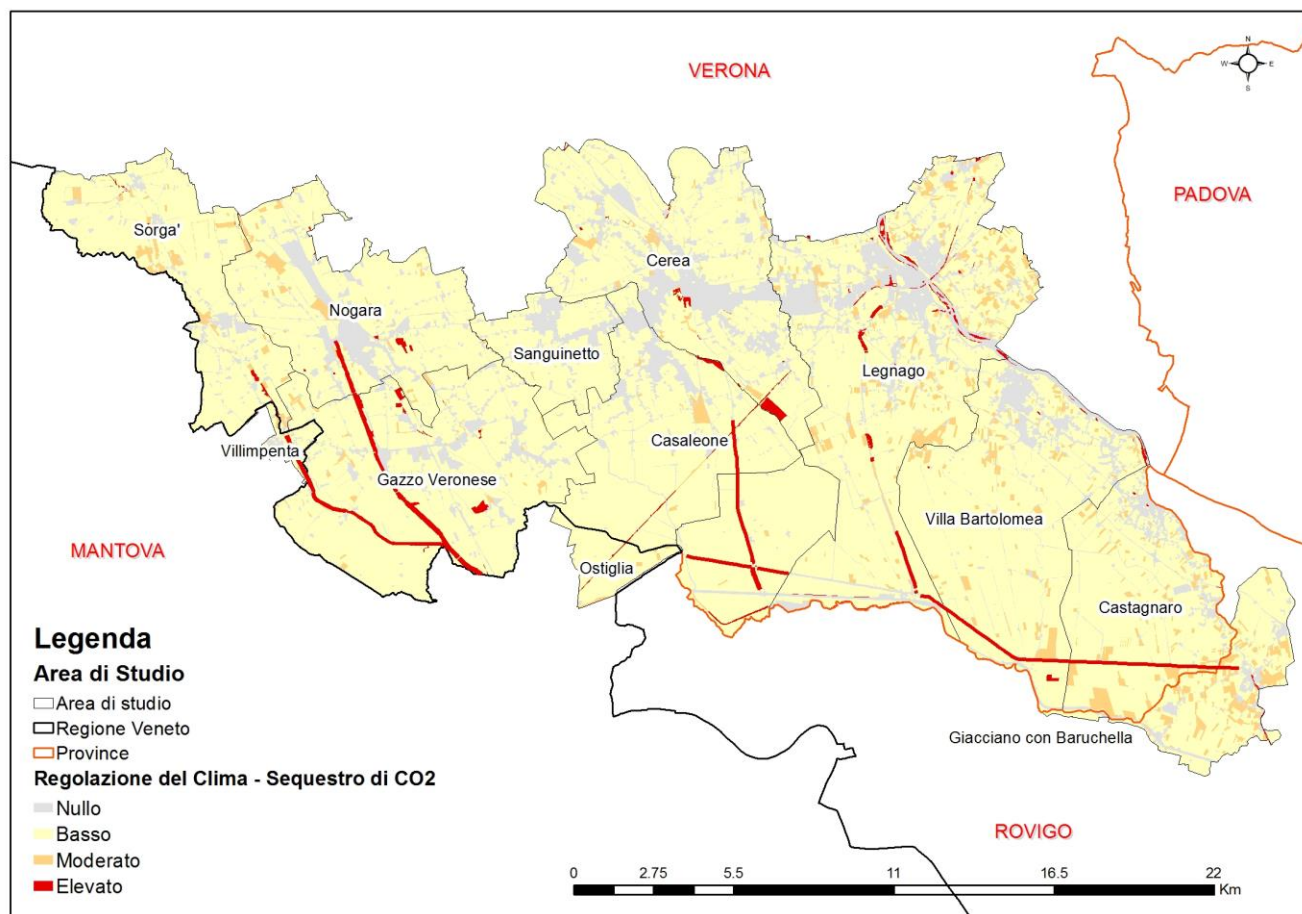 VERONA
N
W E
S
PADOVA
Sorga'
Cerea
Nogara
Sanguinetto
Legnago
Casaleone
Villimpenta
Gazzo Veronese
Villa Bartolomea
MANTOVA
Ostiglia
Castagnaro
Giacciano con Baruchella
ROVIGO
Legenda
Area di Studio
Area di studio
Regione Veneto
Province
Regolazione del Clima - Sequestro di CO2
Nullo
Basso
Moderato
Elevato
0 2.75 5.5 11 16.5 22
Km